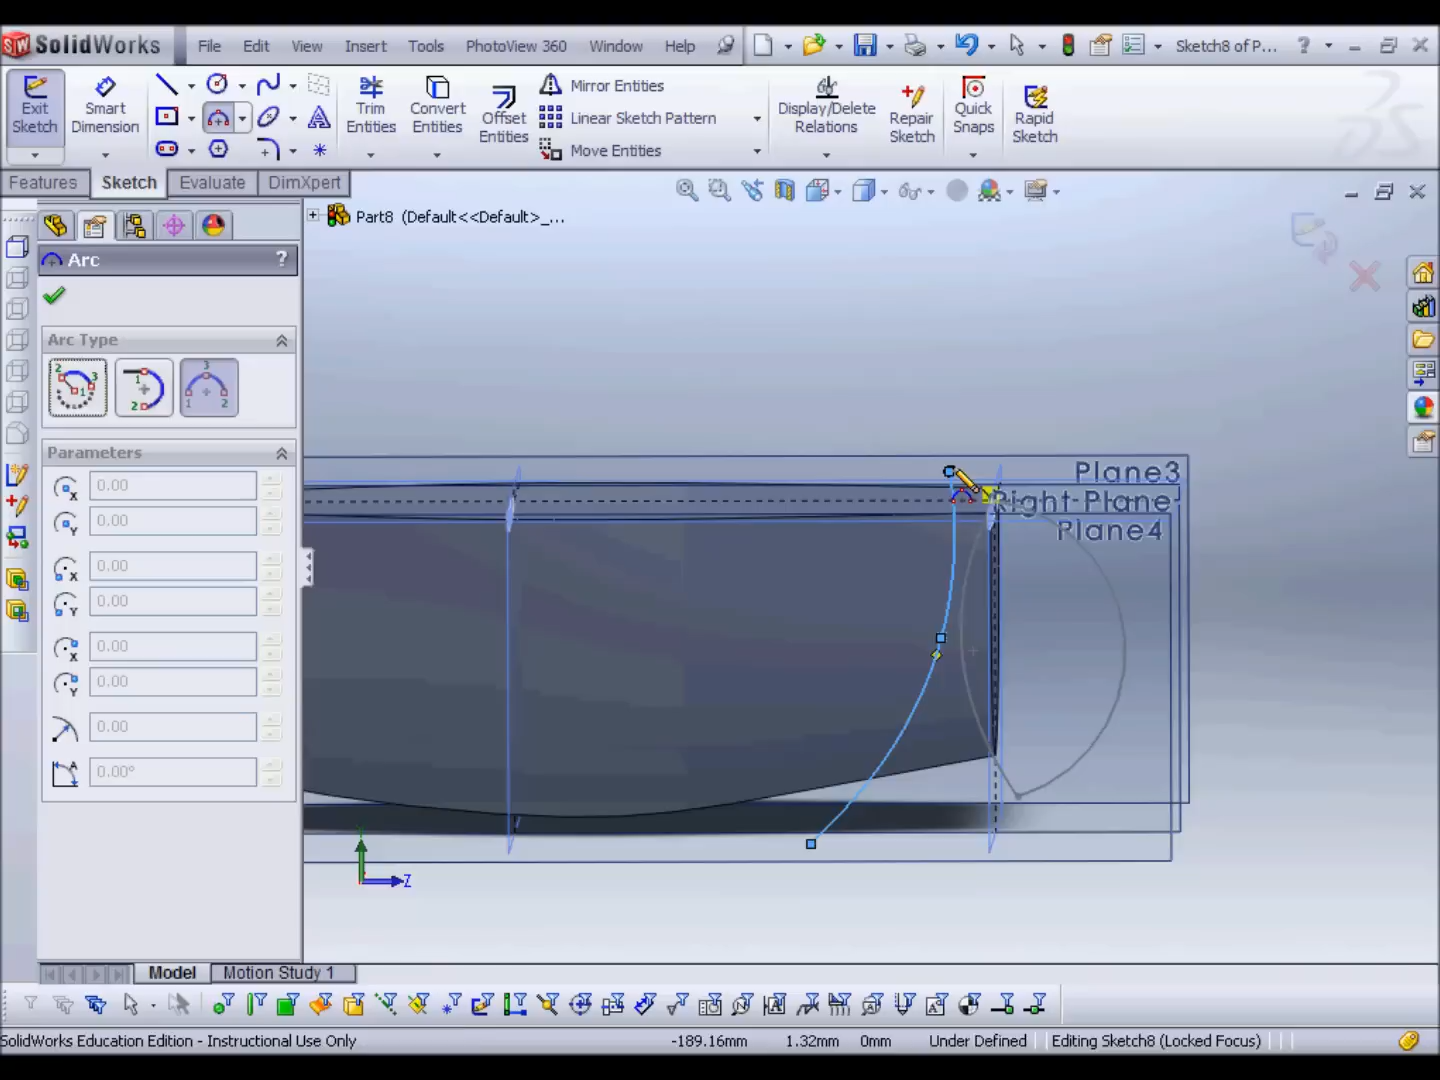 SolidWorks File Edit View Insert Tools PhotoView 360 Window Help Sketch8 of P... ?
Exit Sketch
Smart Dimension
Trim Entities
Convert Entities
Offset Entities
Mirror Entities
Linear Sketch Pattern
Move Entities
Display/Delete Relations
Repair Sketch
Quick Snaps
Rapid Sketch
Features Sketch Evaluate DimXpert
Part8 (Default<<Default>_...
Arc ?
Arc Type
Parameters
0.00
0.00
0.00
0.00
0.00
0.00
0.00
0.00°
Plane3
Right Plane
Plane4
Z
Model Motion Study 1
SolidWorks Education Edition - Instructional Use Only -189.16mm 1.32mm 0mm Under Defined Editing Sketch8 (Locked Focus)